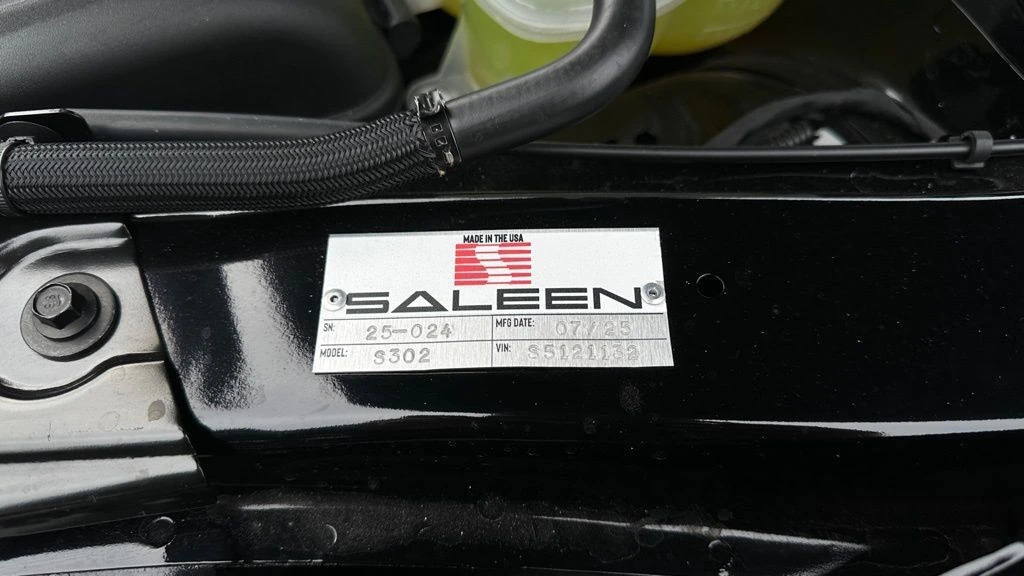 MADE IN THE USA
SALEEN
SN: 25-024 MFG DATE: 07/25
MODEL: S302 VIN: S5121132